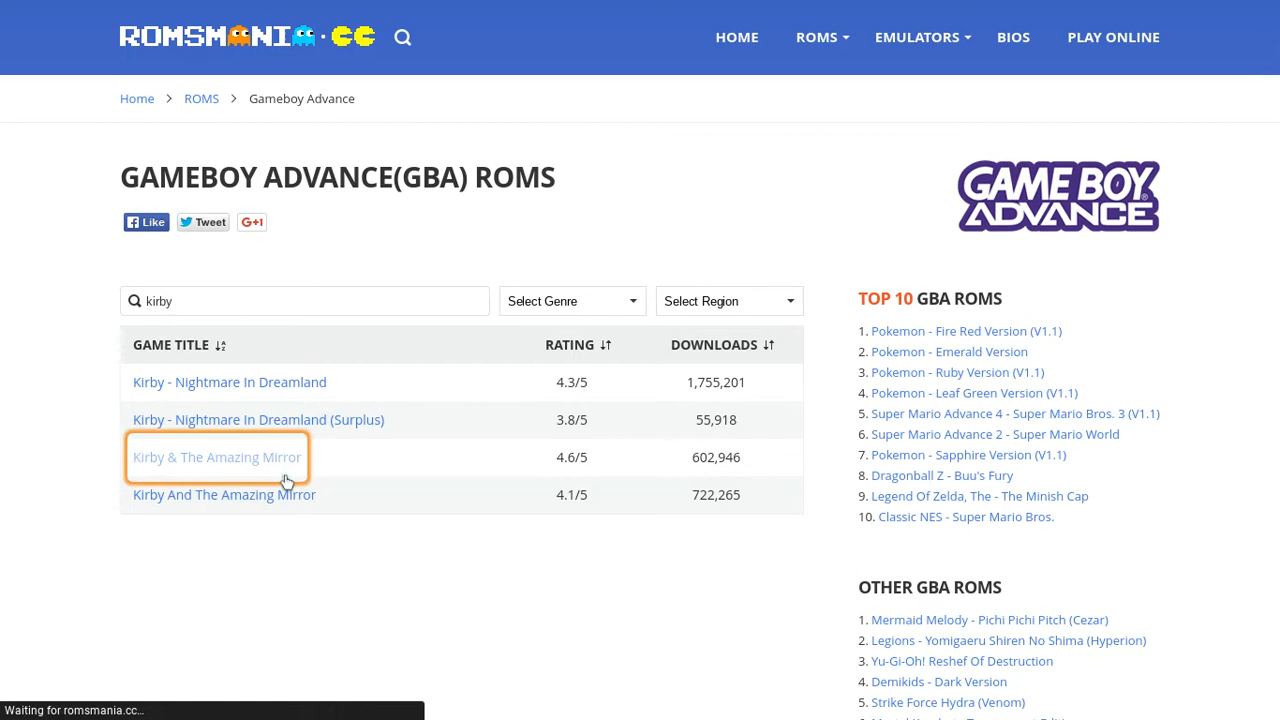 ROMSMANIA·CC
HOME ROMS EMULATORS BIOS PLAY ONLINE
Home ROMS Gameboy Advance
GAMEBOY ADVANCE(GBA) ROMS
GAME BOY
ADVANCE
Like Tweet G+1
kirby Select Genre Select Region
GAME TITLE RATING DOWNLOADS
Kirby - Nightmare In Dreamland 4.3/5 1,755,201
Kirby - Nightmare In Dreamland (Surplus) 3.8/5 55,918
Kirby & The Amazing Mirror 4.6/5 602,946
Kirby And The Amazing Mirror 4.1/5 722,265
TOP 10 GBA ROMS
1. Pokemon - Fire Red Version (V1.1)
2. Pokemon - Emerald Version
3. Pokemon - Ruby Version (V1.1)
4. Pokemon - Leaf Green Version (V1.1)
5. Super Mario Advance 4 - Super Mario Bros. 3 (V1.1)
6. Super Mario Advance 2 - Super Mario World
7. Pokemon - Sapphire Version (V1.1)
8. Dragonball Z - Buu's Fury
9. Legend Of Zelda, The - The Minish Cap
10. Classic NES - Super Mario Bros.
OTHER GBA ROMS
1. Mermaid Melody - Pichi Pichi Pitch (Cezar)
2. Legions - Yomigaeru Shiren No Shima (Hyperion)
3. Yu-Gi-Oh! Reshef Of Destruction
4. Demikids - Dark Version
5. Strike Force Hydra (Venom)
Waiting for romsmania.cc…